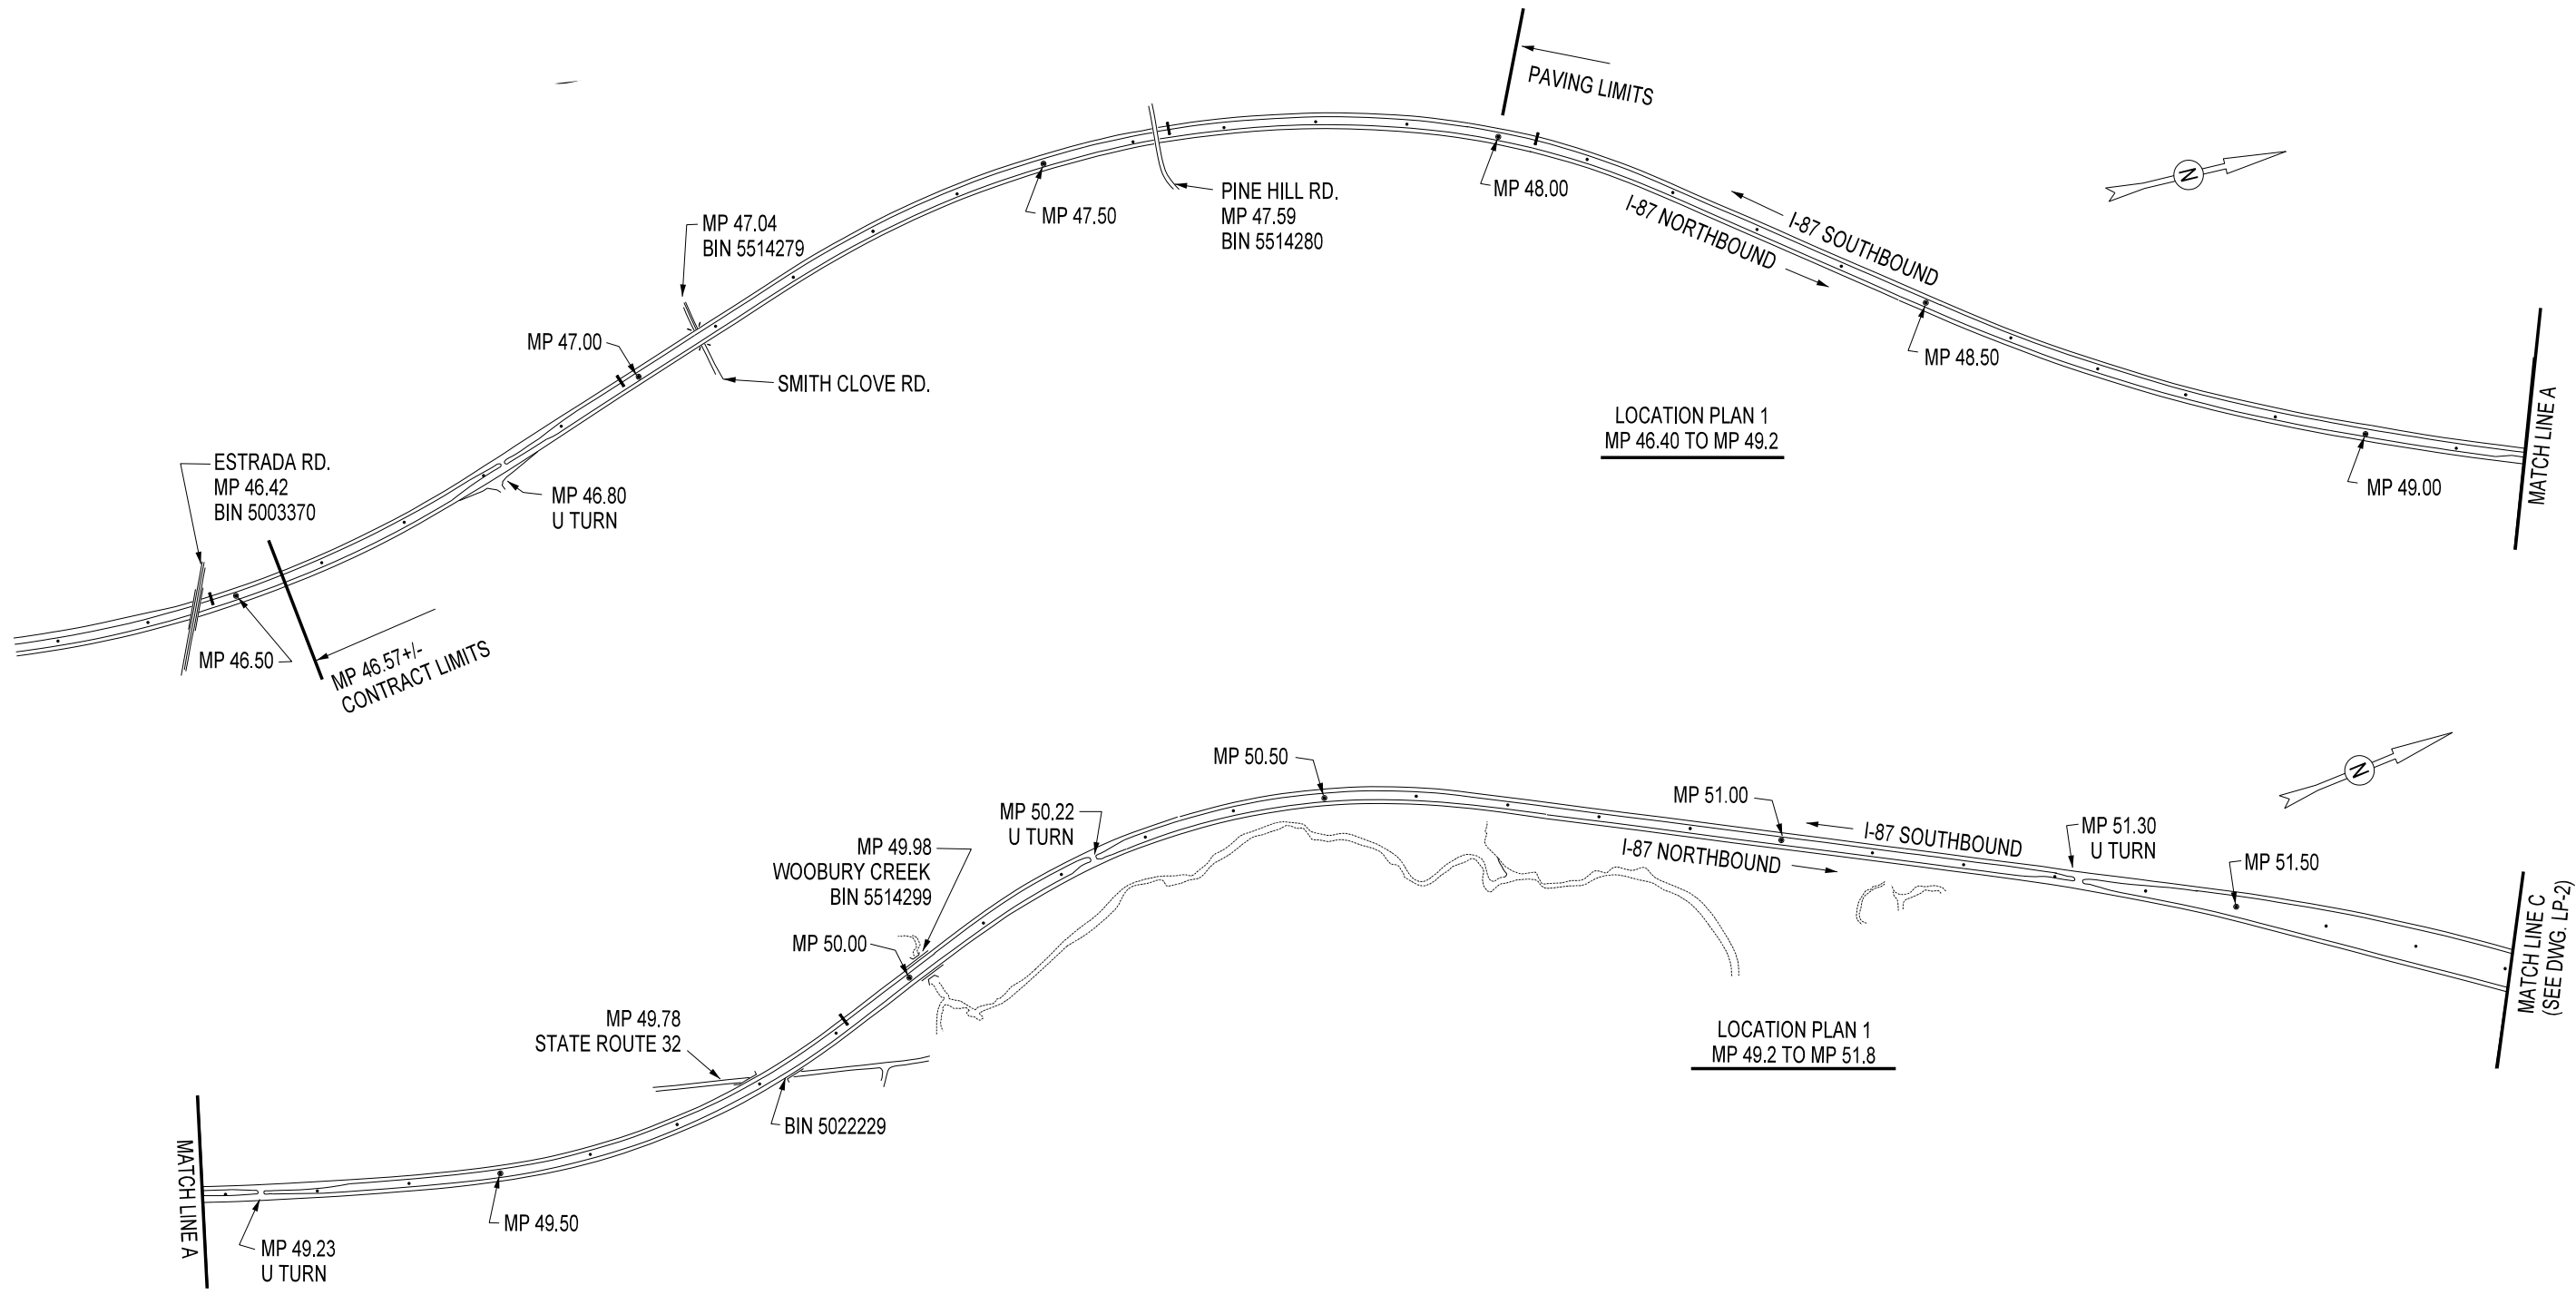 PAVING LIMITS
MP 48.00
PINE HILL RD.
MP 47.59
BIN 5514280
MP 47.50
MP 47.04
BIN 5514279
I-87 SOUTHBOUND
I-87 NORTHBOUND
N
MP 47.00
SMITH CLOVE RD.
MP 48.50
LOCATION PLAN 1
MP 46.40 TO MP 49.2
MATCH LINE A
MP 49.00
ESTRADA RD.
MP 46.42
BIN 5003370
MP 46.80
U TURN
MP 46.50
MP 46.57+/-
CONTRACT LIMITS
MP 50.50
MP 50.22
U TURN
MP 51.00
I-87 SOUTHBOUND
I-87 NORTHBOUND
N
MP 51.30
U TURN
MP 51.50
MP 49.98
WOOBURY CREEK
BIN 5514299
MP 50.00
MATCH LINE C
(SEE DWG. LP-2)
MP 49.78
STATE ROUTE 32
LOCATION PLAN 1
MP 49.2 TO MP 51.8
BIN 5022229
MATCH LINE A
MP 49.50
MP 49.23
U TURN